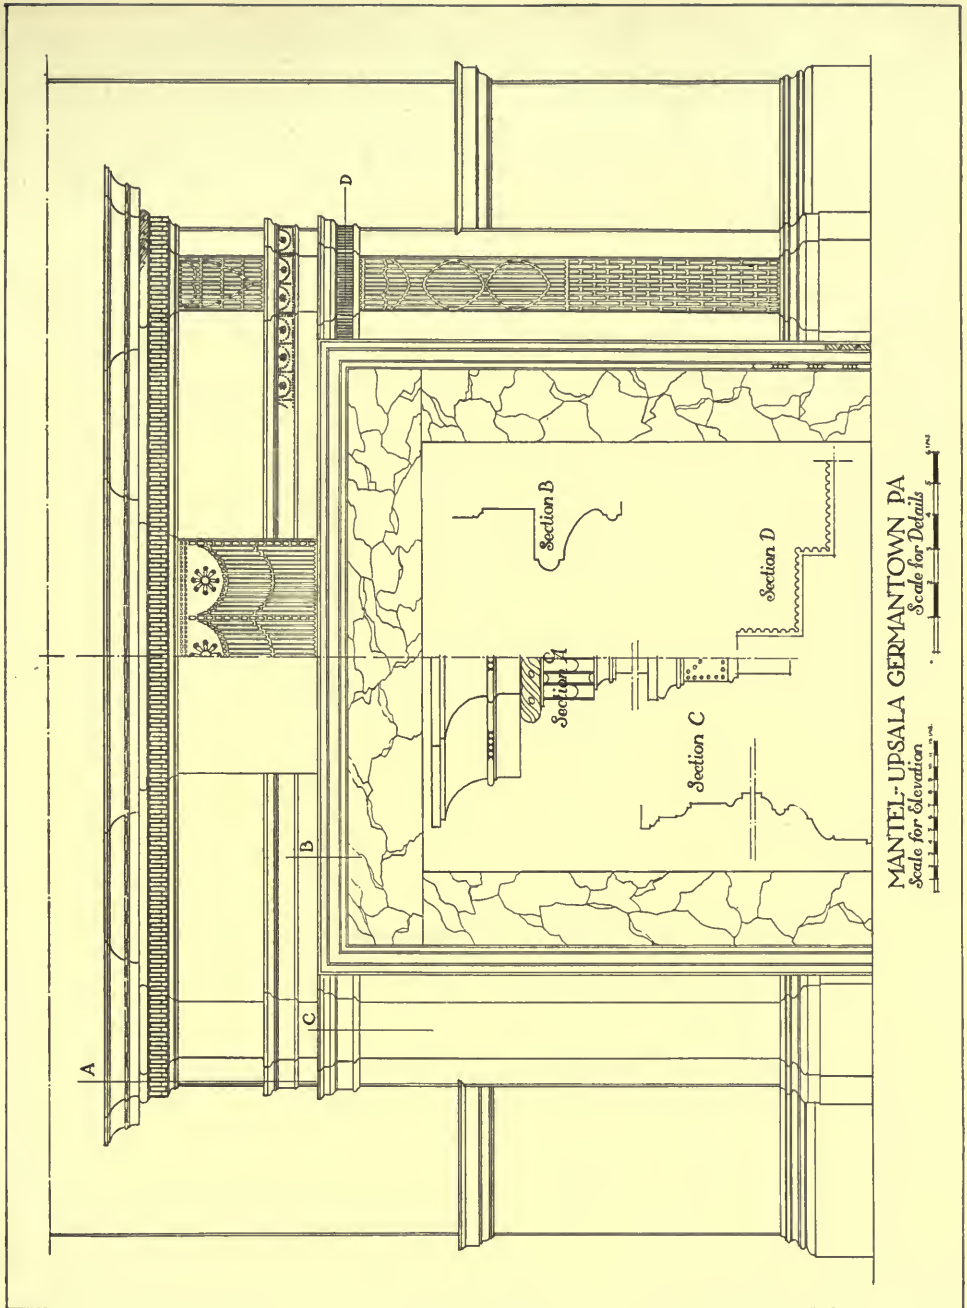 A
B
C
D
Section A
Section B
Section C
Section D
MANTEL-UPSALA GERMANTOWN PA
Scale for Elevation
Scale for Details